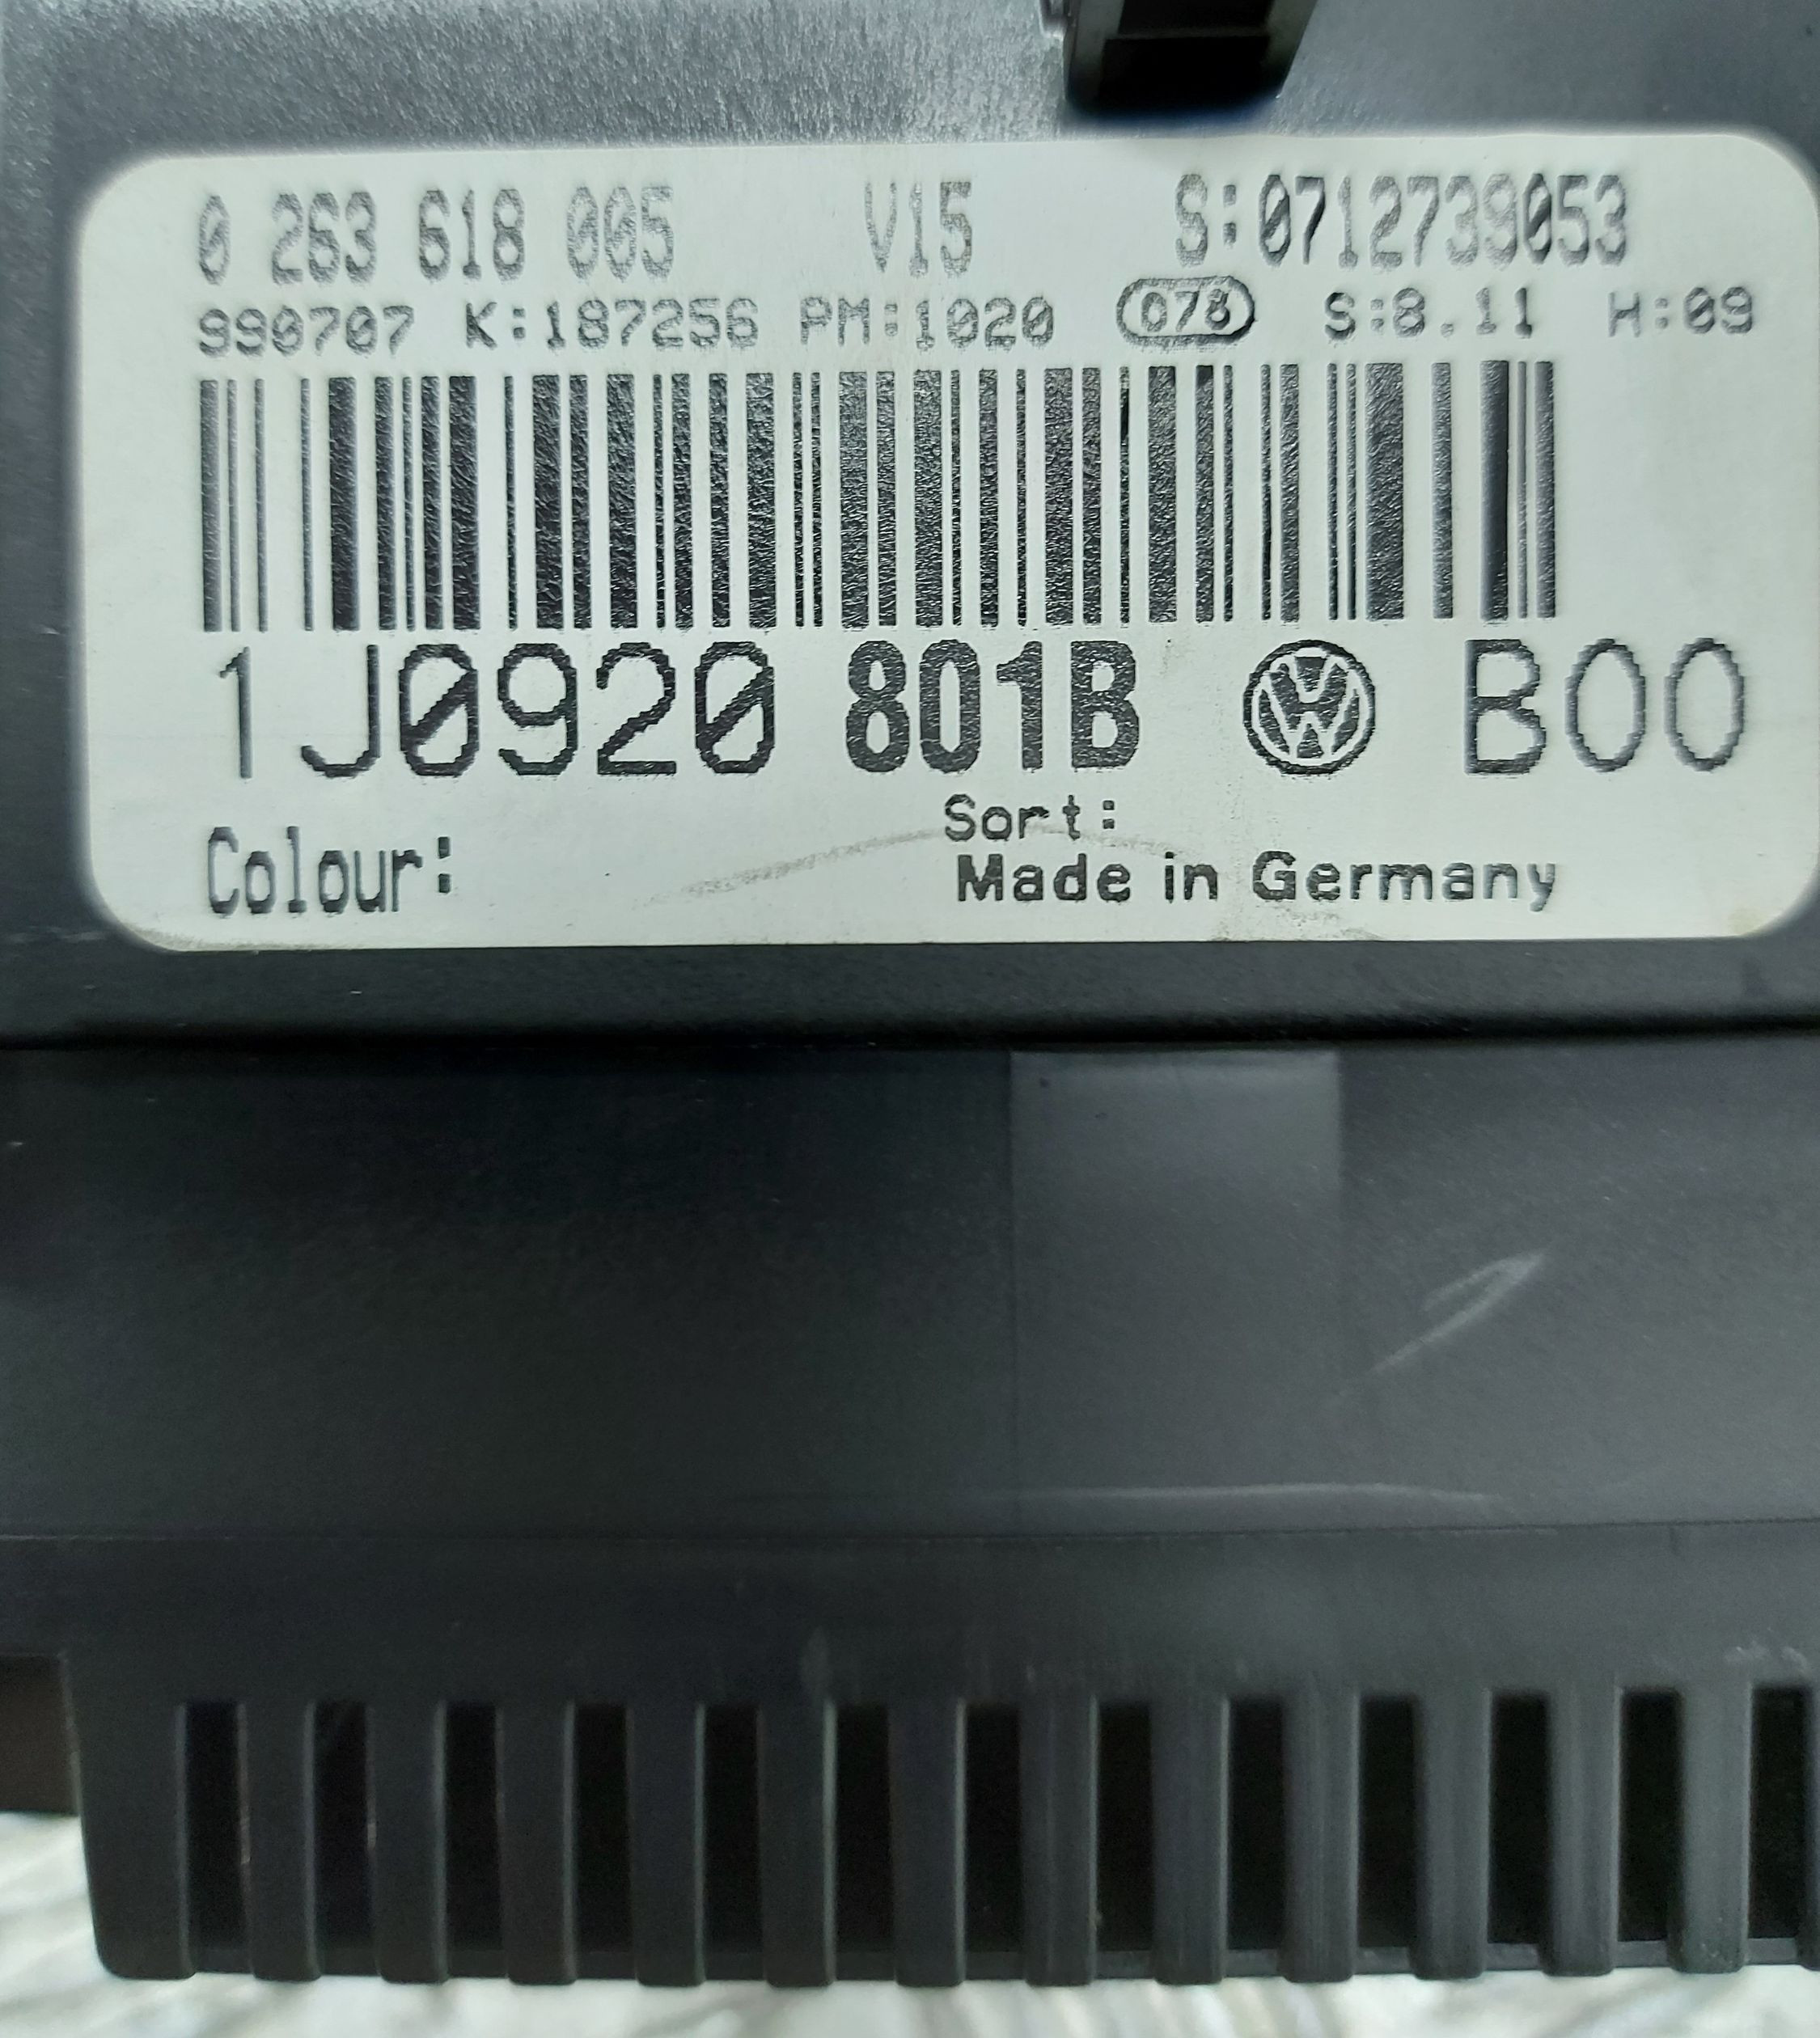 0 263 618 005 V15 S:0712739053
990707 K:187256 PM:1020 078 S:8.11 H:09
1J0920 801B VW B00
Colour:
Sort:
Made in Germany